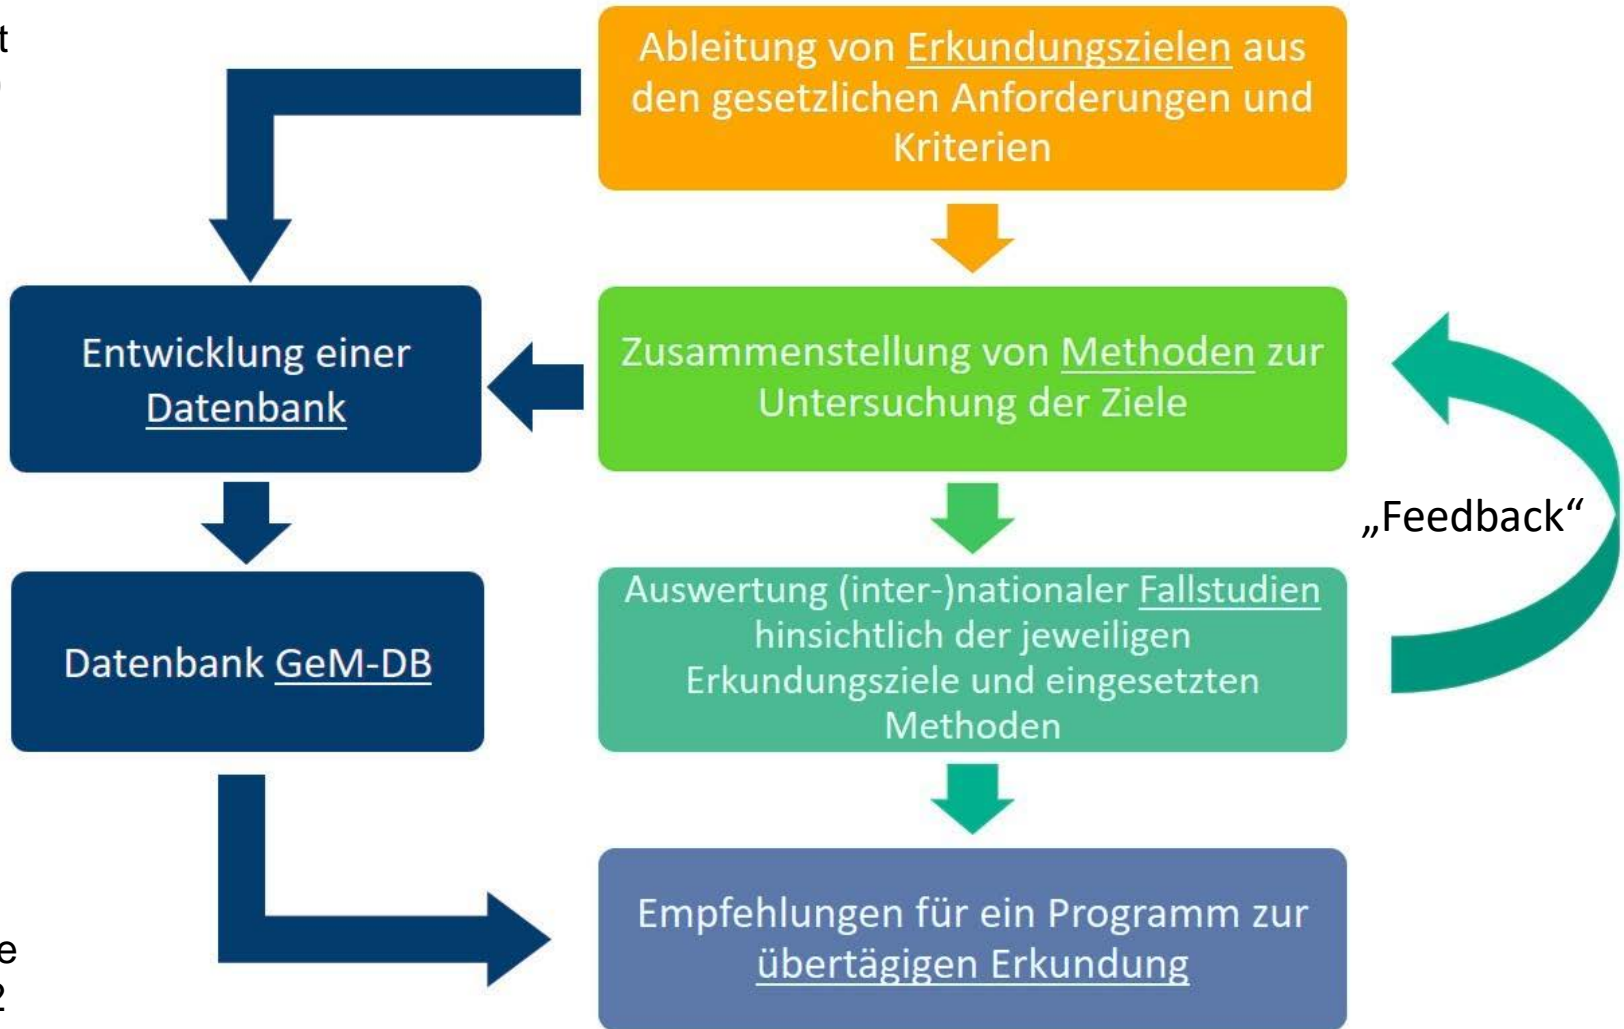 t
Ableitung von Erkundungszielen aus
den gesetzlichen Anforderungen und
Kriterien
Entwicklung einer
Datenbank
Zusammenstellung von Methoden zur
Untersuchung der Ziele
„Feedback“
Datenbank GeM-DB
Auswertung (inter-)nationaler Fallstudien
hinsichtlich der jeweiligen
Erkundungsziele und eingesetzten
Methoden
Empfehlungen für ein Programm zur
übertägigen Erkundung
e
2